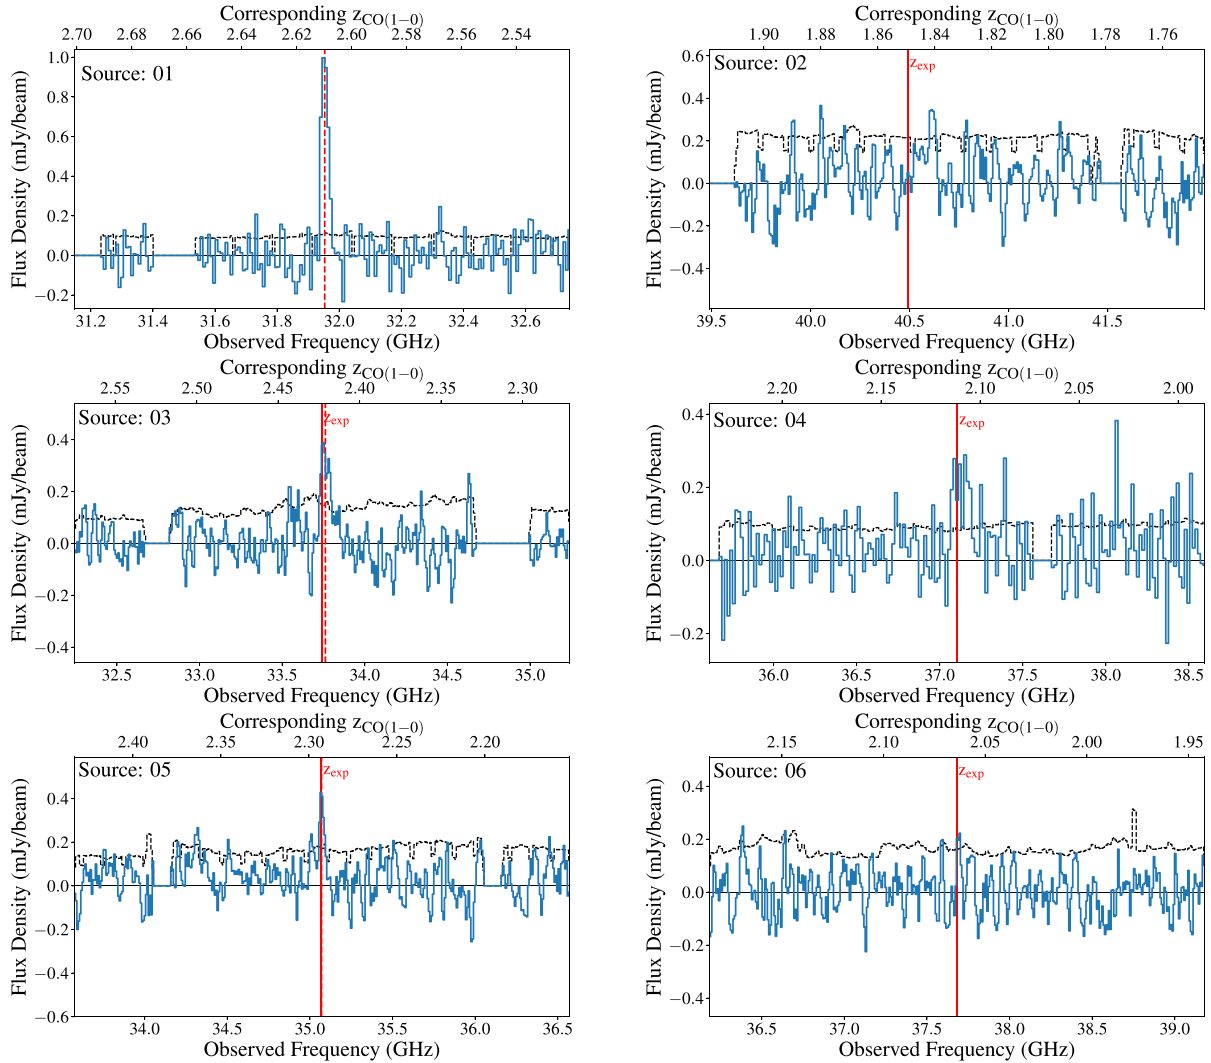 Corresponding z_CO(1−0)
2.70 2.68 2.66 2.64 2.62 2.60 2.58 2.56 2.54
Source: 01
1.0
0.8
0.6
0.4
0.2
0.0
−0.2
Flux Density (mJy/beam)
31.2 31.4 31.6 31.8 32.0 32.2 32.4 32.6
Observed Frequency (GHz)
Corresponding z_CO(1−0)
1.90 1.88 1.86 1.84 1.82 1.80 1.78 1.76
Source: 02
z_exp
0.6
0.4
0.2
0.0
−0.2
−0.4
Flux Density (mJy/beam)
39.5 40.0 40.5 41.0 41.5
Observed Frequency (GHz)
Corresponding z_CO(1−0)
2.55 2.50 2.45 2.40 2.35 2.30
Source: 03
z_exp
0.4
0.2
0.0
−0.2
−0.4
Flux Density (mJy/beam)
32.5 33.0 33.5 34.0 34.5 35.0
Observed Frequency (GHz)
Corresponding z_CO(1−0)
2.20 2.15 2.10 2.05 2.00
Source: 04
z_exp
0.4
0.2
0.0
−0.2
Flux Density (mJy/beam)
36.0 36.5 37.0 37.5 38.0 38.5
Observed Frequency (GHz)
Corresponding z_CO(1−0)
2.40 2.35 2.30 2.25 2.20
Source: 05
z_exp
0.4
0.2
0.0
−0.2
−0.4
−0.6
Flux Density (mJy/beam)
34.0 34.5 35.0 35.5 36.0 36.5
Observed Frequency (GHz)
Corresponding z_CO(1−0)
2.15 2.10 2.05 2.00 1.95
Source: 06
z_exp
0.4
0.2
0.0
−0.2
−0.4
Flux Density (mJy/beam)
36.5 37.0 37.5 38.0 38.5 39.0
Observed Frequency (GHz)